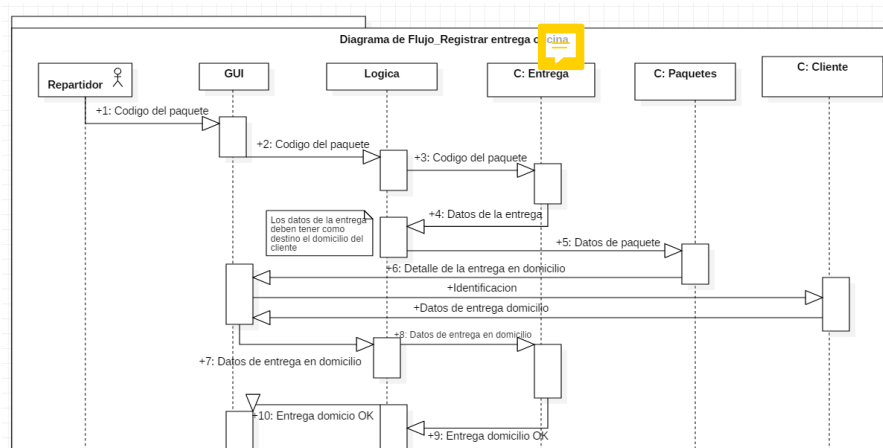 Diagrama de Flujo_Registrar entrega oficina
Repartidor
GUI
Logica
C: Entrega
C: Paquetes
C: Cliente
+1: Codigo del paquete
+2: Codigo del paquete
+3: Codigo del paquete
+4: Datos de la entrega
Los datos de la entrega
deben tener como
destino el domicilio del
cliente
+5: Datos de paquete
+6: Detalle de la entrega en domicilio
+Identificacion
+Datos de entrega domicilio
+8: Datos de entrega en domicilio
+7: Datos de entrega en domicilio
+10: Entrega domicio OK
+9: Entrega domicilio OK